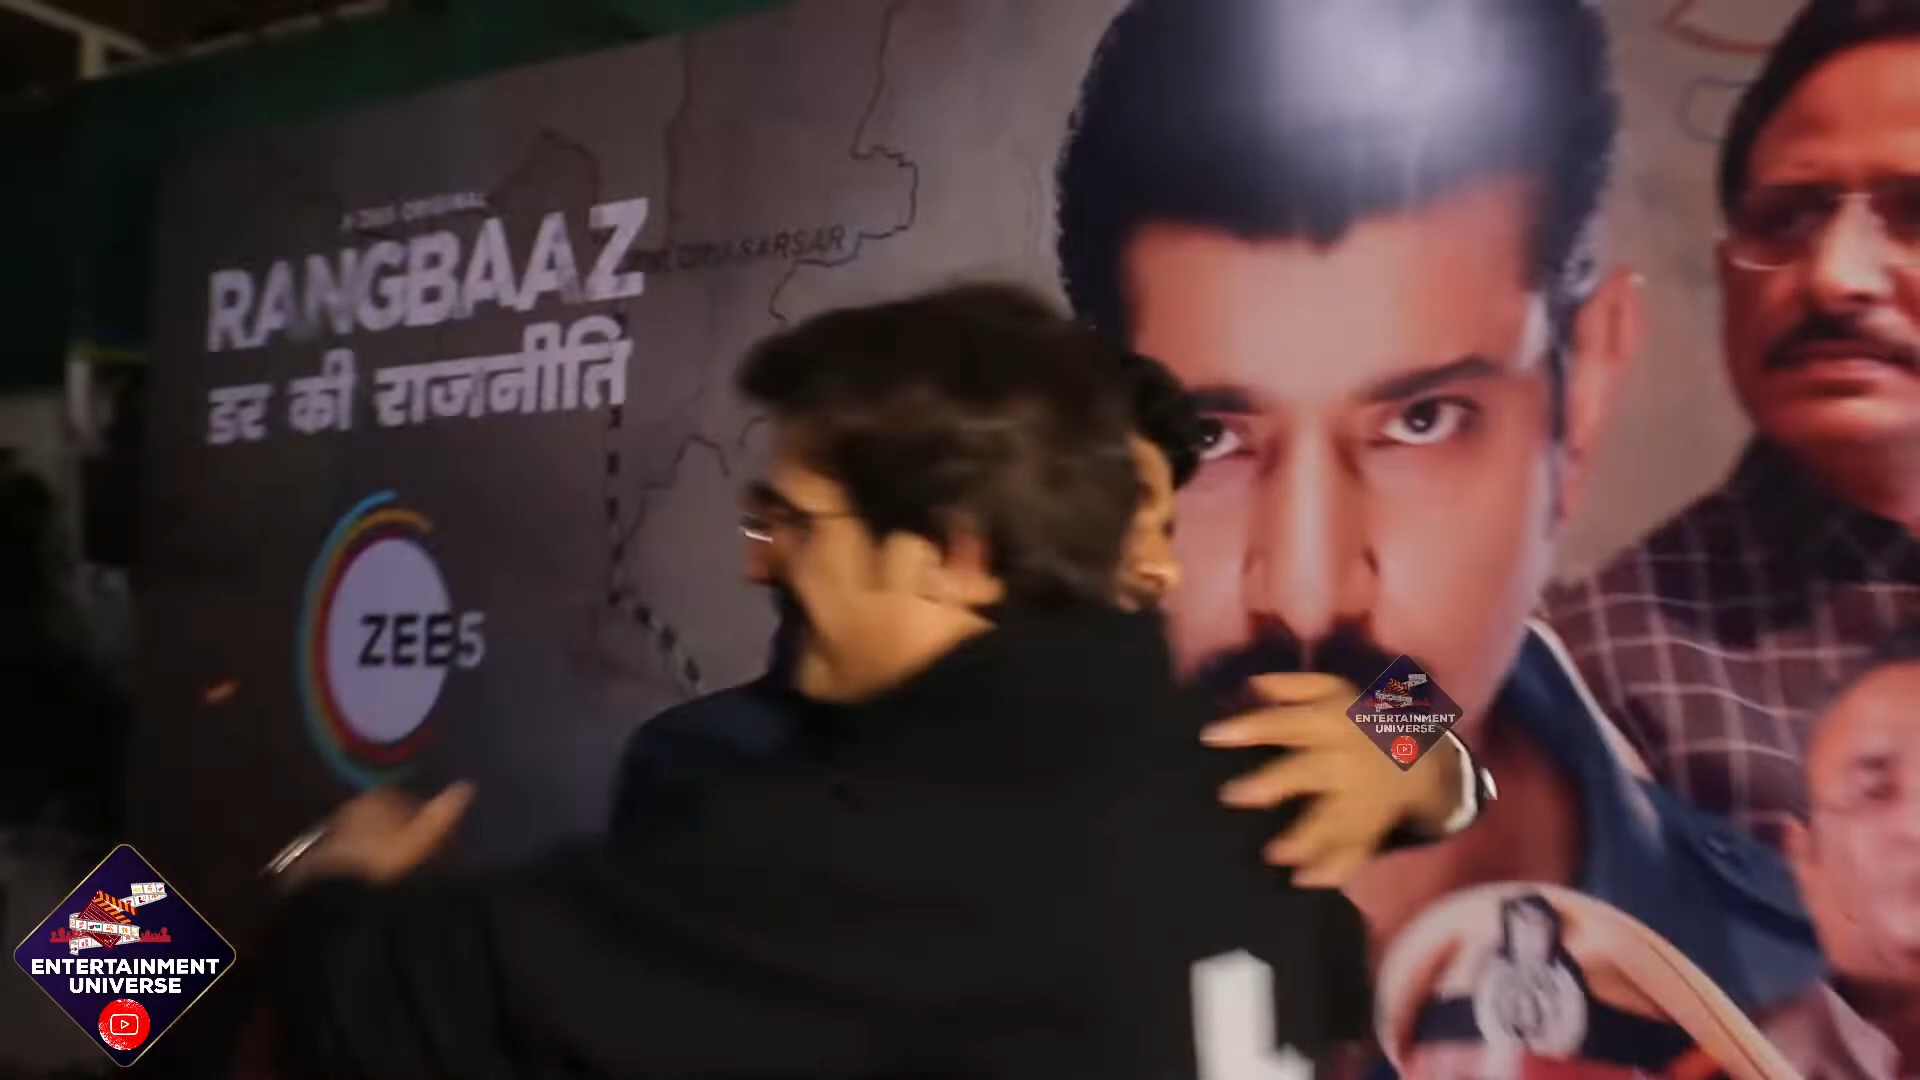 A ZEE5 ORIGINAL
RANGBAAZ
डर की राजनीति
ZEE5
ENTERTAINMENT
UNIVERSE
ENTERTAINMENT
UNIVERSE